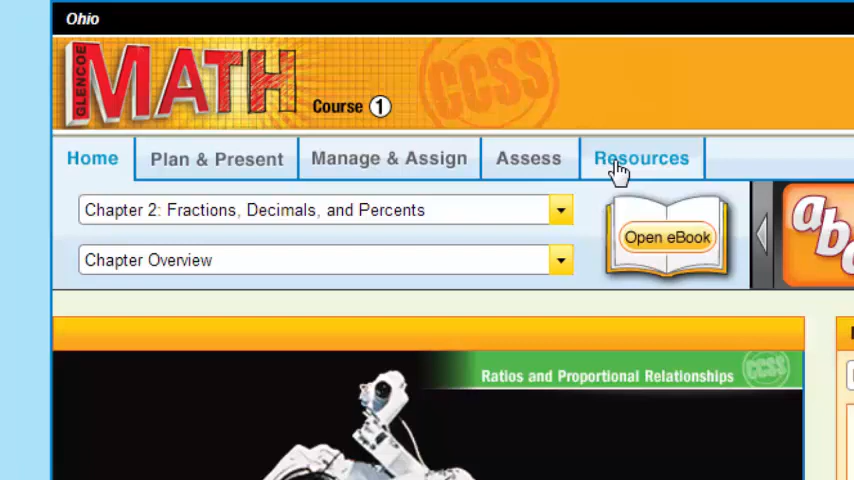 Ohio
GLENCOE
MATH
Course 1
CCSS
Home
Plan & Present
Manage & Assign
Assess
Resources
Chapter 2: Fractions, Decimals, and Percents
Open eBook
abc
Chapter Overview
Ratios and Proportional Relationships
CCSS